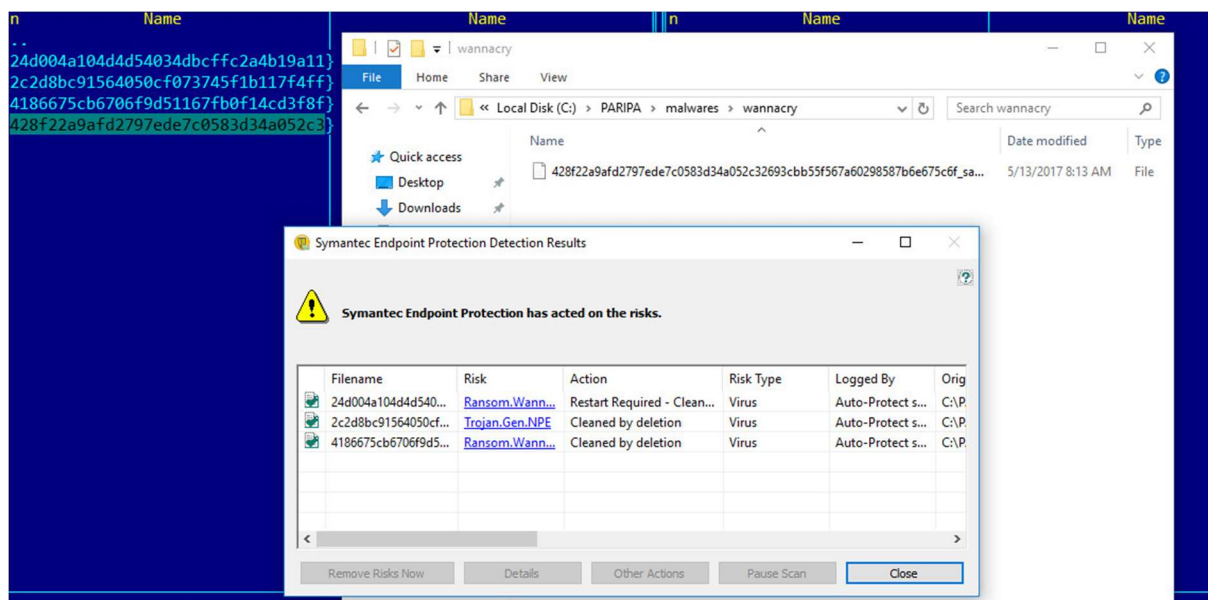 n Name Name n Name Name
..
24d004a104d4d54034dbcffc2a4b19a11}
2c2d8bc91564050cf073745f1b117f4ff}
4186675cb6706f9d51167fb0f14cd3f8f}
428f22a9afd2797ede7c0583d34a052c3}
wannacry
File Home Share View
« Local Disk (C:) › PARIPA › malwares › wannacry Search wannacry
Name Date modified Type
Quick access
428f22a9afd2797ede7c0583d34a052c32693cbb55f567a60298587b6e675c6f_sa... 5/13/2017 8:13 AM File
Desktop
Downloads
Symantec Endpoint Protection Detection Results
Symantec Endpoint Protection has acted on the risks.
Filename Risk Action Risk Type Logged By Orig
24d004a104d4d540... Ransom.Wann... Restart Required - Clean... Virus Auto-Protect s... C:\P.
2c2d8bc91564050cf... Trojan.Gen.NPE Cleaned by deletion Virus Auto-Protect s... C:\P.
4186675cb6706f9d5... Ransom.Wann... Cleaned by deletion Virus Auto-Protect s... C:\P.
Remove Risks Now Details Other Actions Pause Scan Close